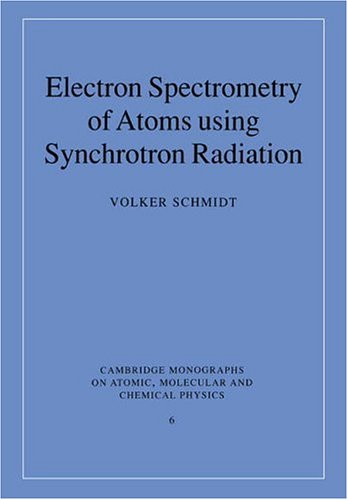 Electron Spectrometry
of Atoms using
Synchrotron Radiation
VOLKER SCHMIDT
CAMBRIDGE MONOGRAPHS
ON ATOMIC, MOLECULAR AND
CHEMICAL PHYSICS
6